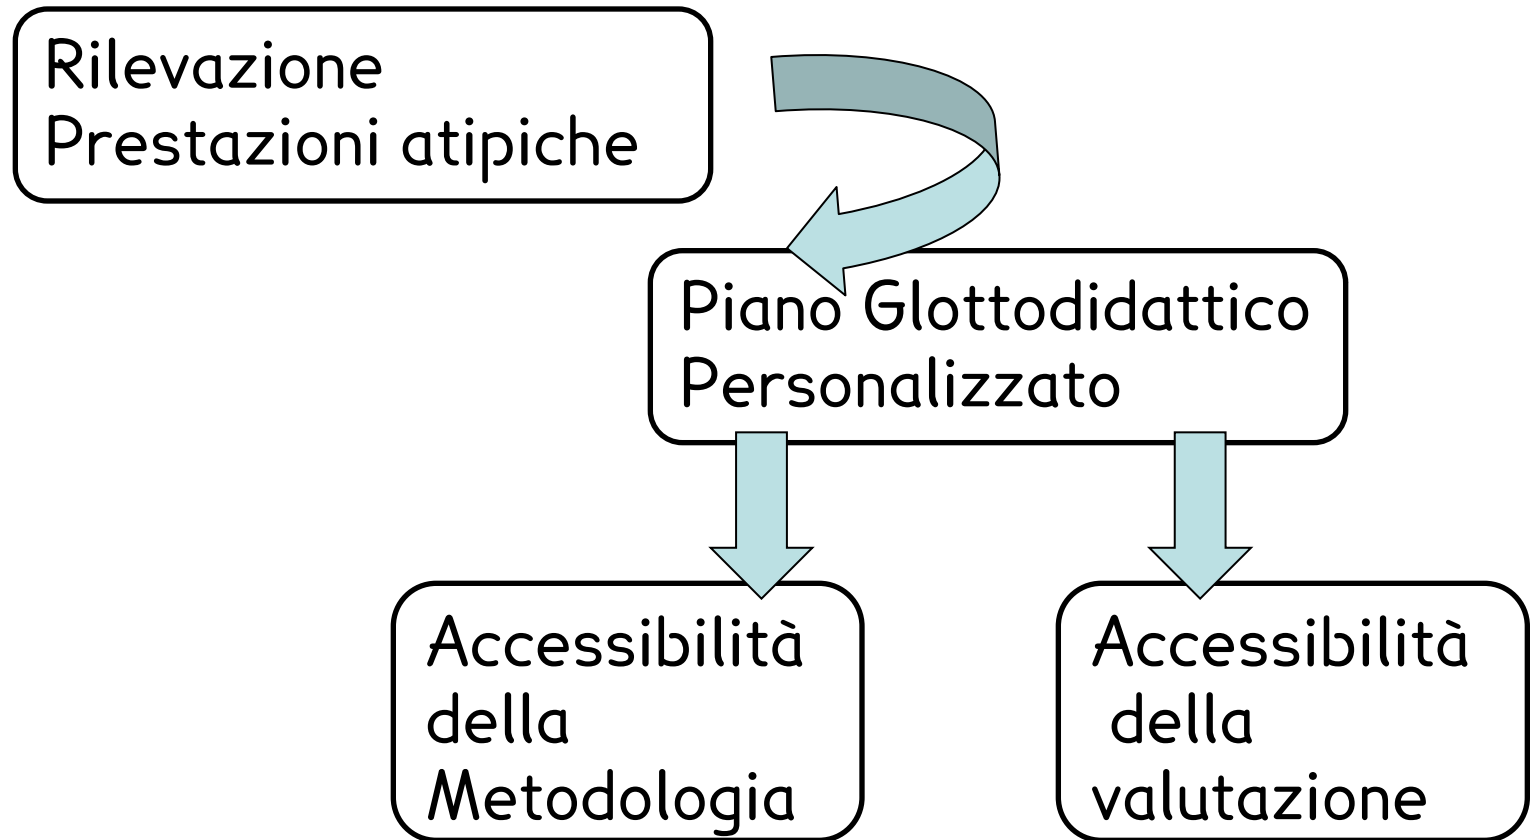 Rilevazione
Prestazioni atipiche
Piano Glottodidattico
Personalizzato
Accessibilità
della
Metodologia
Accessibilità
della
valutazione